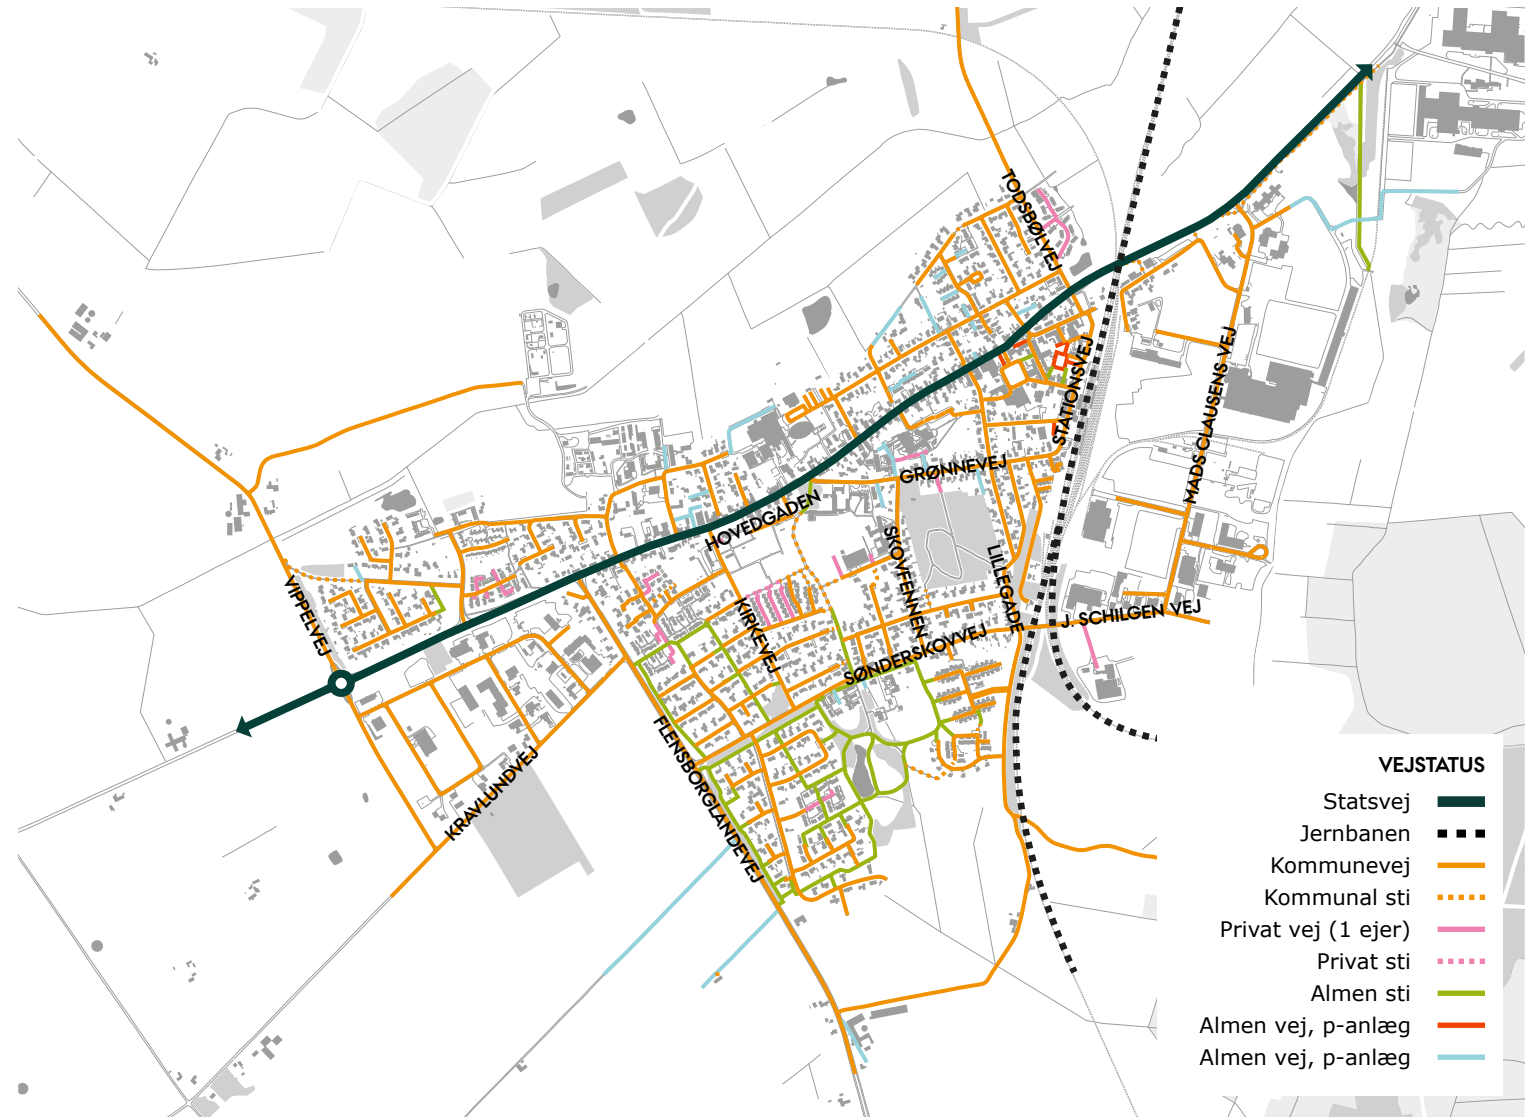 TODSBØLVEJ
STATIONSVEJ
MADS CLAUSENS VEJ
GRØNNEVEJ
HOVEDGADEN
SKOVFENNEN
LILLEGADE
VIPPELVEJ
KIRKEVEJ
J. SCHILGEN VEJ
SØNDERSKOVVEJ
FLENSBORGLANDEVEJ
KRAVLUNDVEJ
VEJSTATUS
Statsvej
Jernbanen
Kommunevej
Kommunal sti
Privat vej (1 ejer)
Privat sti
Almen sti
Almen vej, p-anlæg
Almen vej, p-anlæg